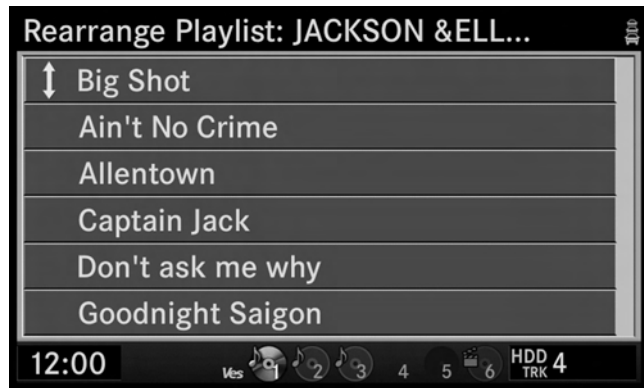 Rearrange Playlist: JACKSON &ELL...
Big Shot
Ain't No Crime
Allentown
Captain Jack
Don't ask me why
Goodnight Saigon
12:00 Ves 1 2 3 4 5 6 HDD TRK 4